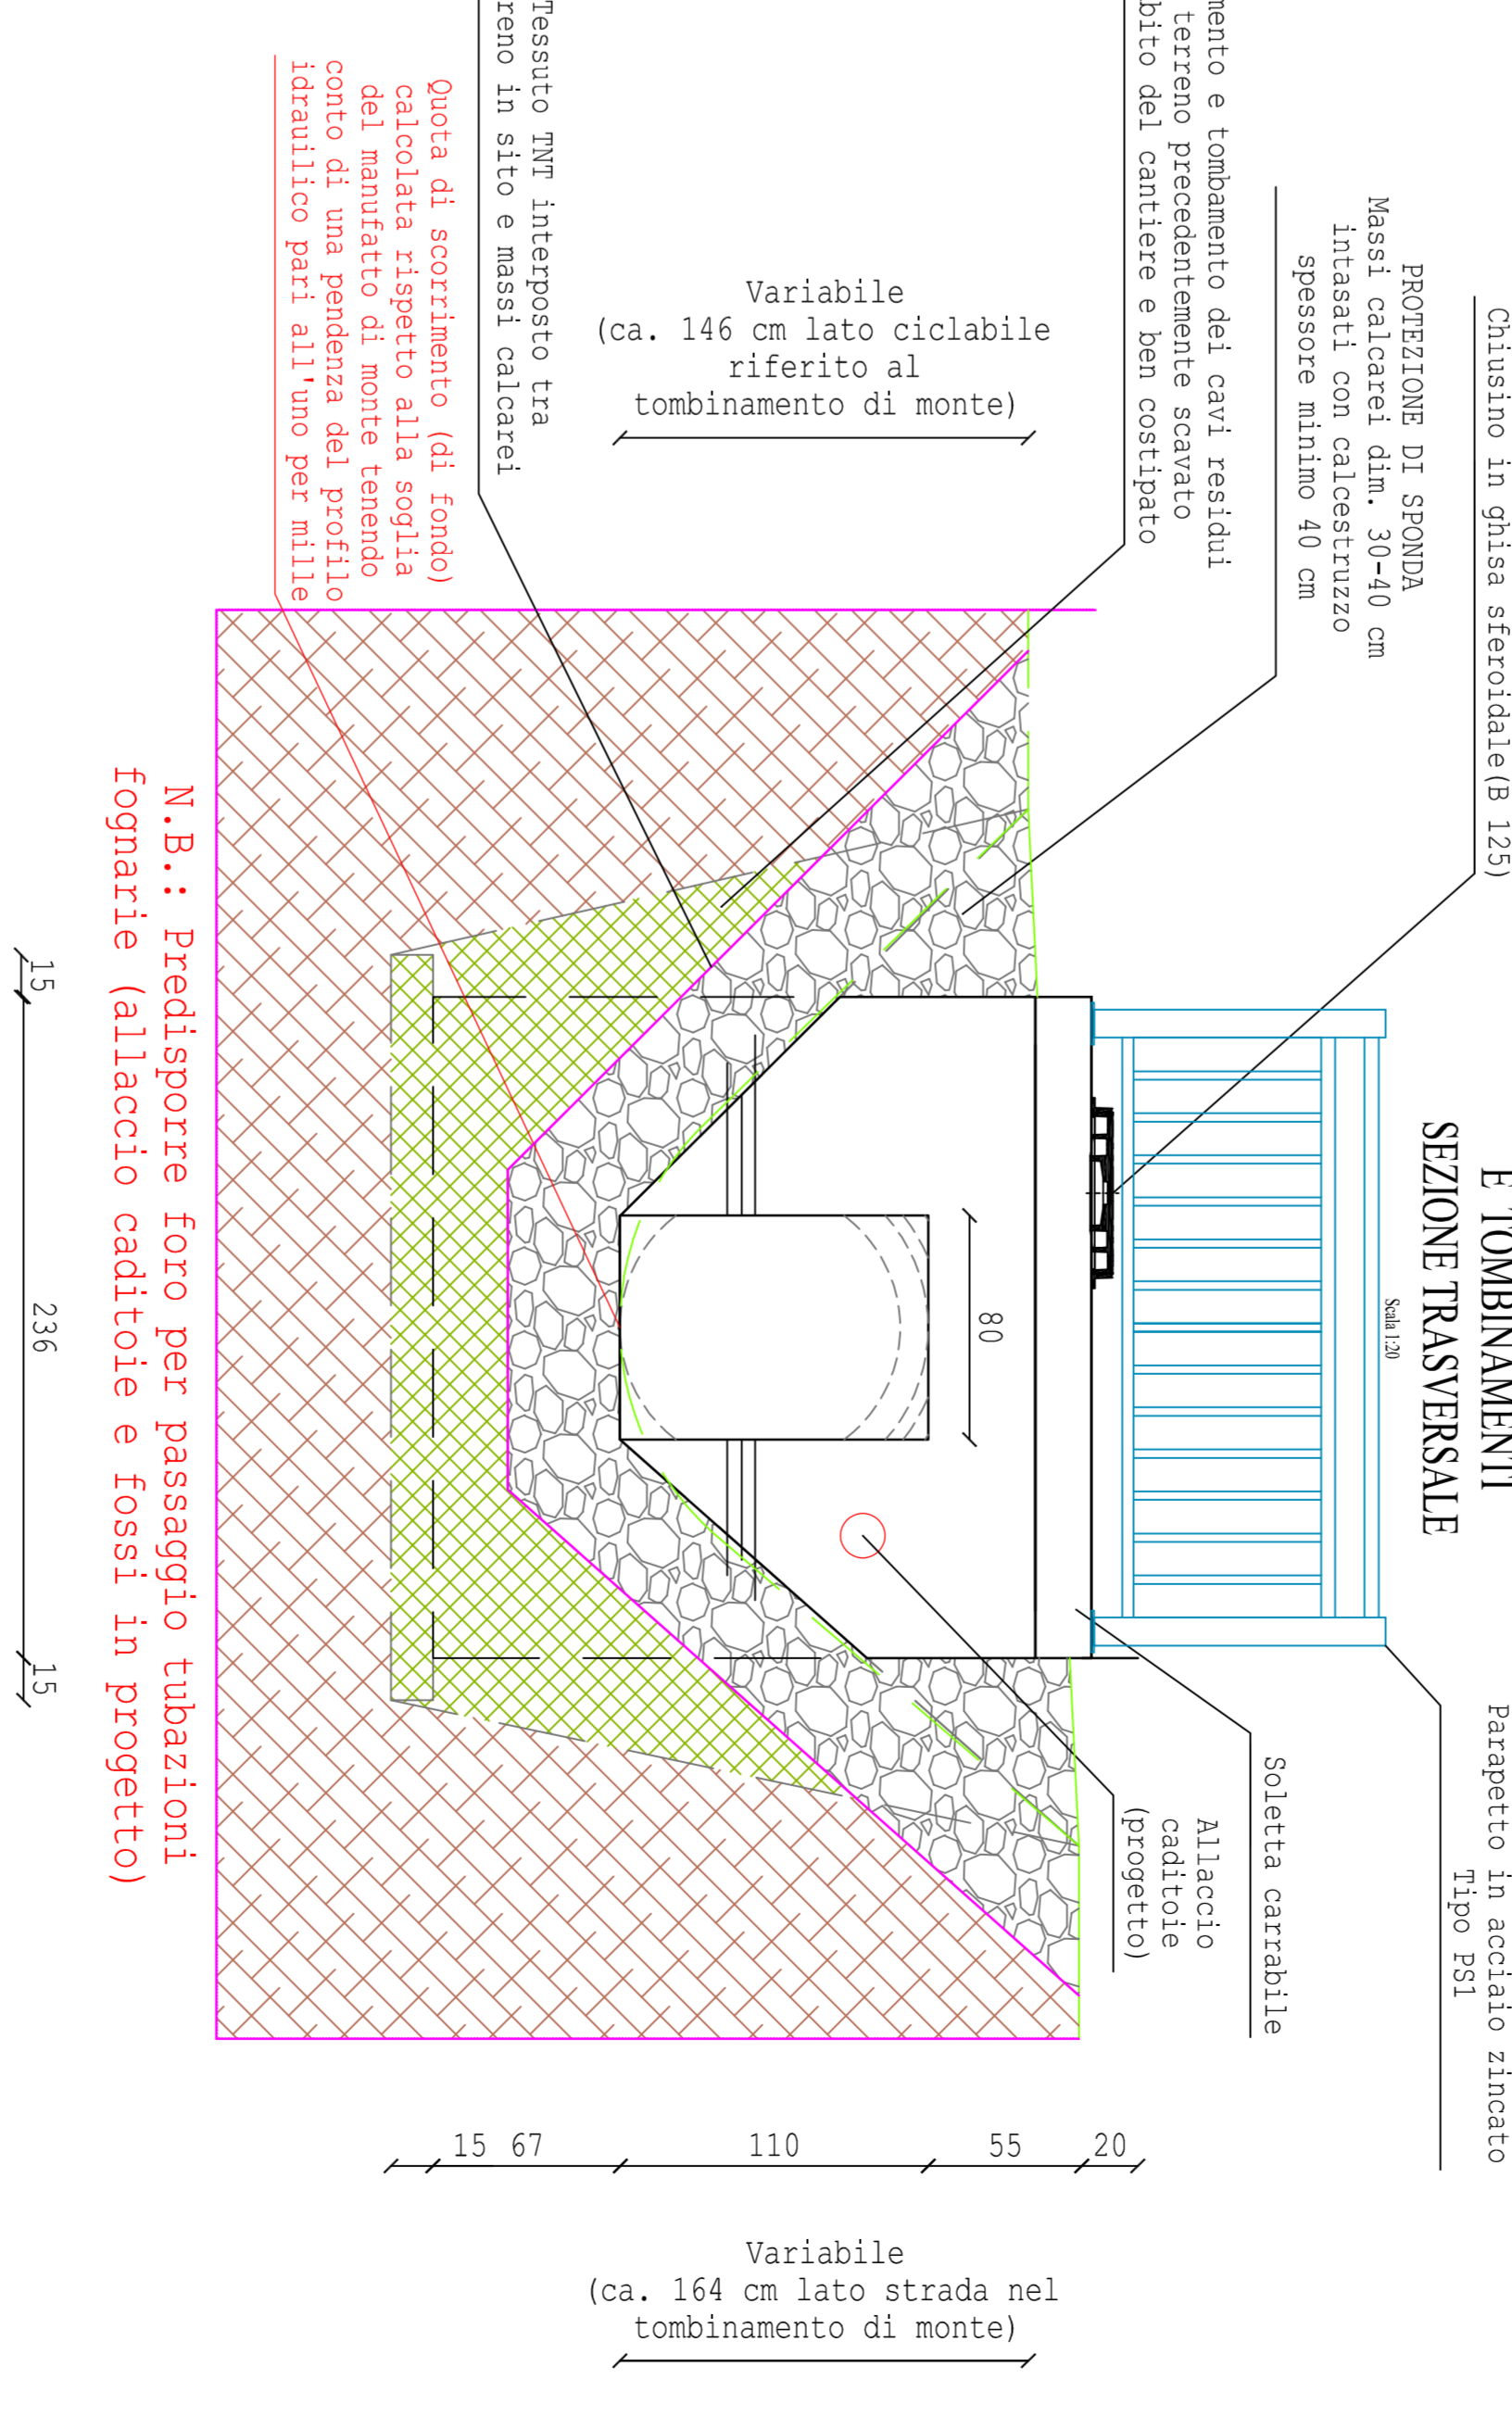 E TOMBINAMENTI
SEZIONE TRASVERSALE
Scala 1:20
Chiusino in ghisa sferoidale(B 125)
PROTEZIONE DI SPONDA
Massi calcarei dim. 30-40 cm
intasati con calcestruzzo
spessore minimo 40 cm
e tombamento dei cavi residui
terreno precedentemente scavato
del cantiere e ben costipato
Variabile
(ca. 146 cm lato ciclabile
riferito al
tombinamento di monte)
Tessuto TNT interposto tra
in sito e massi calcarei
Quota di scorrimento (di fondo)
calcolata rispetto alla soglia
del manufatto di monte tenendo
conto di una pendenza del profilo
idrauilico pari all'uno per mille
80
Parapetto in acciaio zincato
Tipo PS1
Soletta carrabile
Allaccio
caditoie
(progetto)
N.B.: Predisporre foro per passaggio tubazioni
fognarie (allaccio caditoie e fossi in progetto)
15
236
15
15 67 110 55 20
Variabile
(ca. 164 cm lato strada nel
tombinamento di monte)